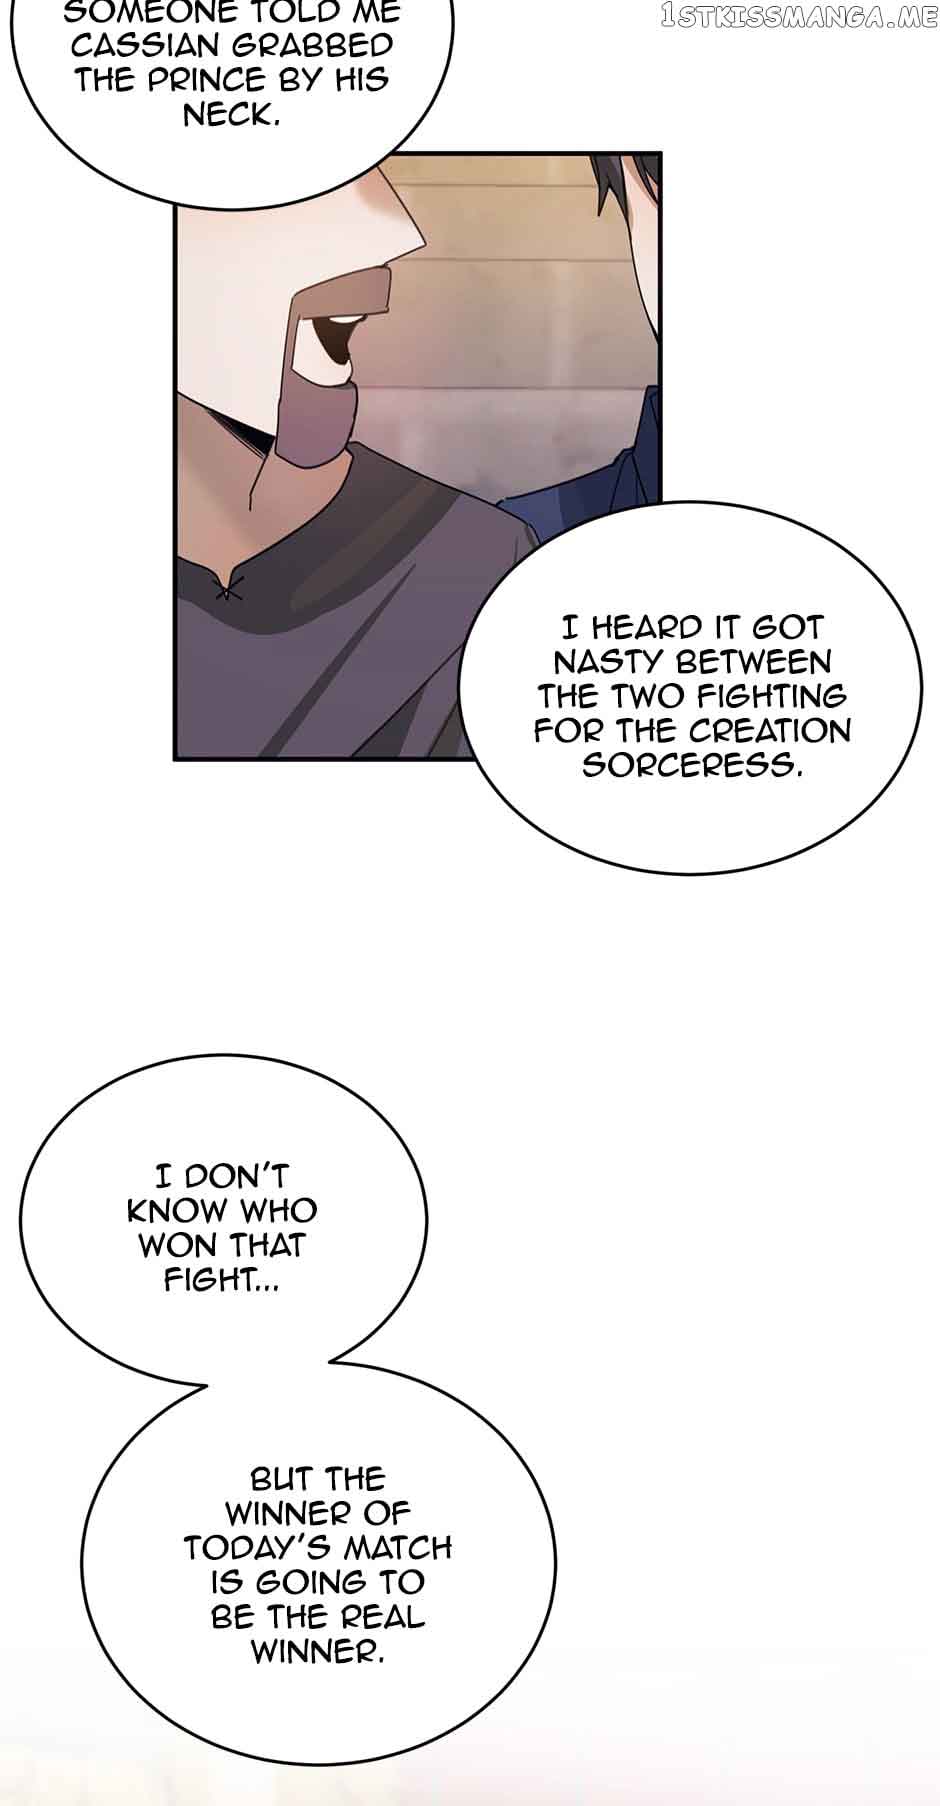 1STKISSMANGA.ME
SOMEONE TOLD ME
CASSIAN GRABBED
THE PRINCE BY HIS
NECK.
I HEARD IT GOT
NASTY BETWEEN
THE TWO FIGHTING
FOR THE CREATION
SORCERESS.
I DON'T
KNOW WHO
WON THAT
FIGHT...
BUT THE
WINNER OF
TODAY'S MATCH
IS GOING TO
BE THE REAL
WINNER.